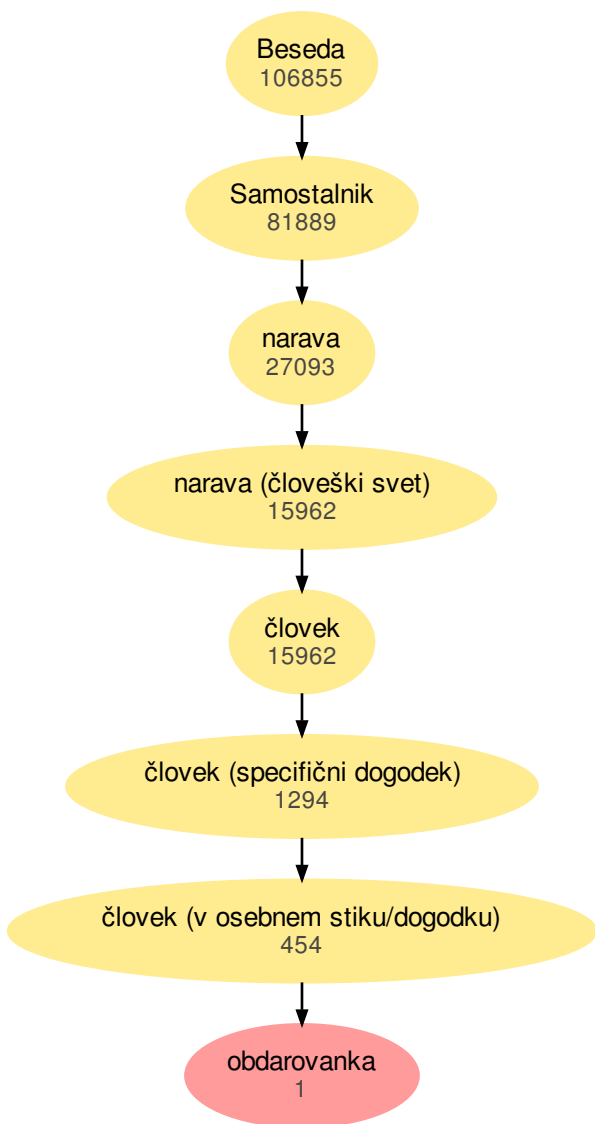 Beseda
106855
Samostalnik
81889
narava
27093
narava (človeški svet)
15962
človek
15962
človek (specifični dogodek)
1294
človek (v osebnem stiku/dogodku)
454
obdarovanka
1